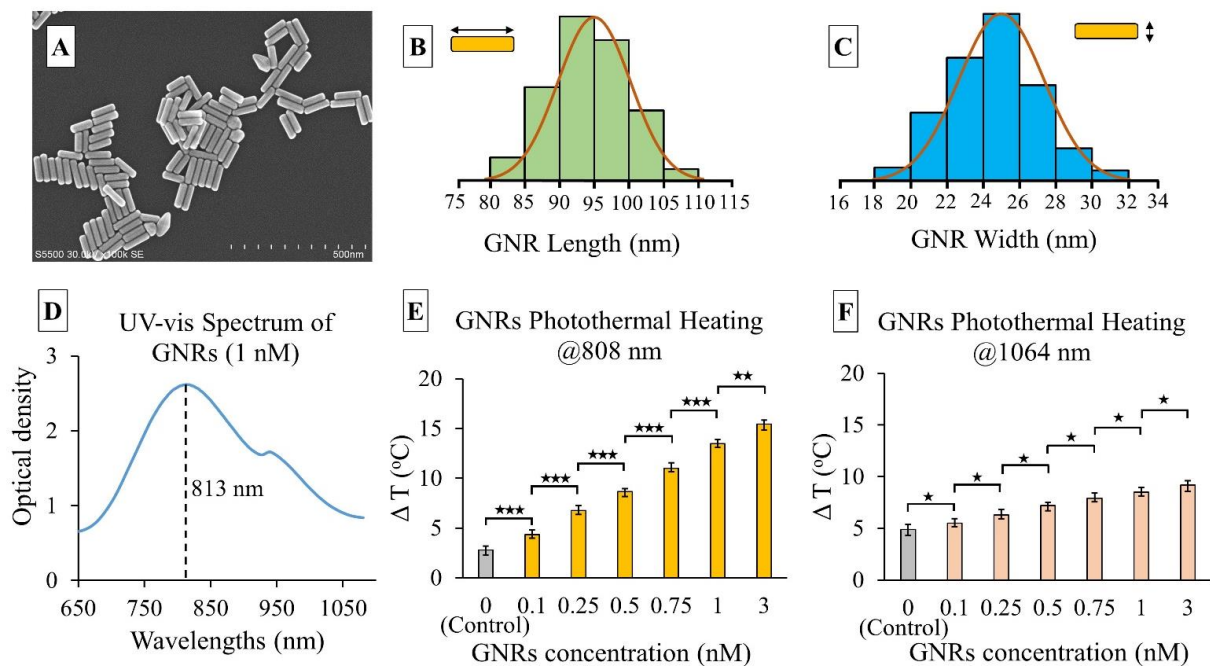 A
S5500 30.0kV x100k SE
500nm
B
75 80 85 90 95 100 105 110 115
GNR Length (nm)
C
16 18 20 22 24 26 28 30 32 34
GNR Width (nm)
D
UV-vis Spectrum of
GNRs (1 nM)
Optical density
3
2
1
0
813 nm
650 750 850 950 1050
Wavelengths (nm)
E
GNRs Photothermal Heating
@808 nm
Δ T (°C)
20
15
10
5
0
★★★
★★★
★★★
★★★
★★★
★★
0 0.1 0.25 0.5 0.75 1 3
(Control)
GNRs concentration (nM)
F
GNRs Photothermal Heating
@1064 nm
Δ T (°C)
20
15
10
5
0
★
★
★
★
★
★
0 0.1 0.25 0.5 0.75 1 3
(Control)
GNRs concentration (nM)